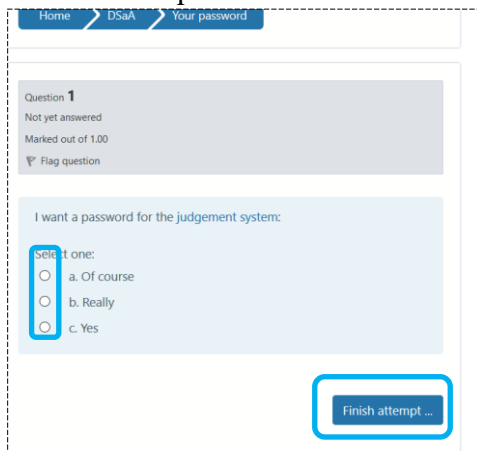 Home DSaA Your password
Question 1
Not yet answered
Marked out of 1.00
Flag question
I want a password for the judgement system:
Select one:
a. Of course
b. Really
c. Yes
Finish attempt ...